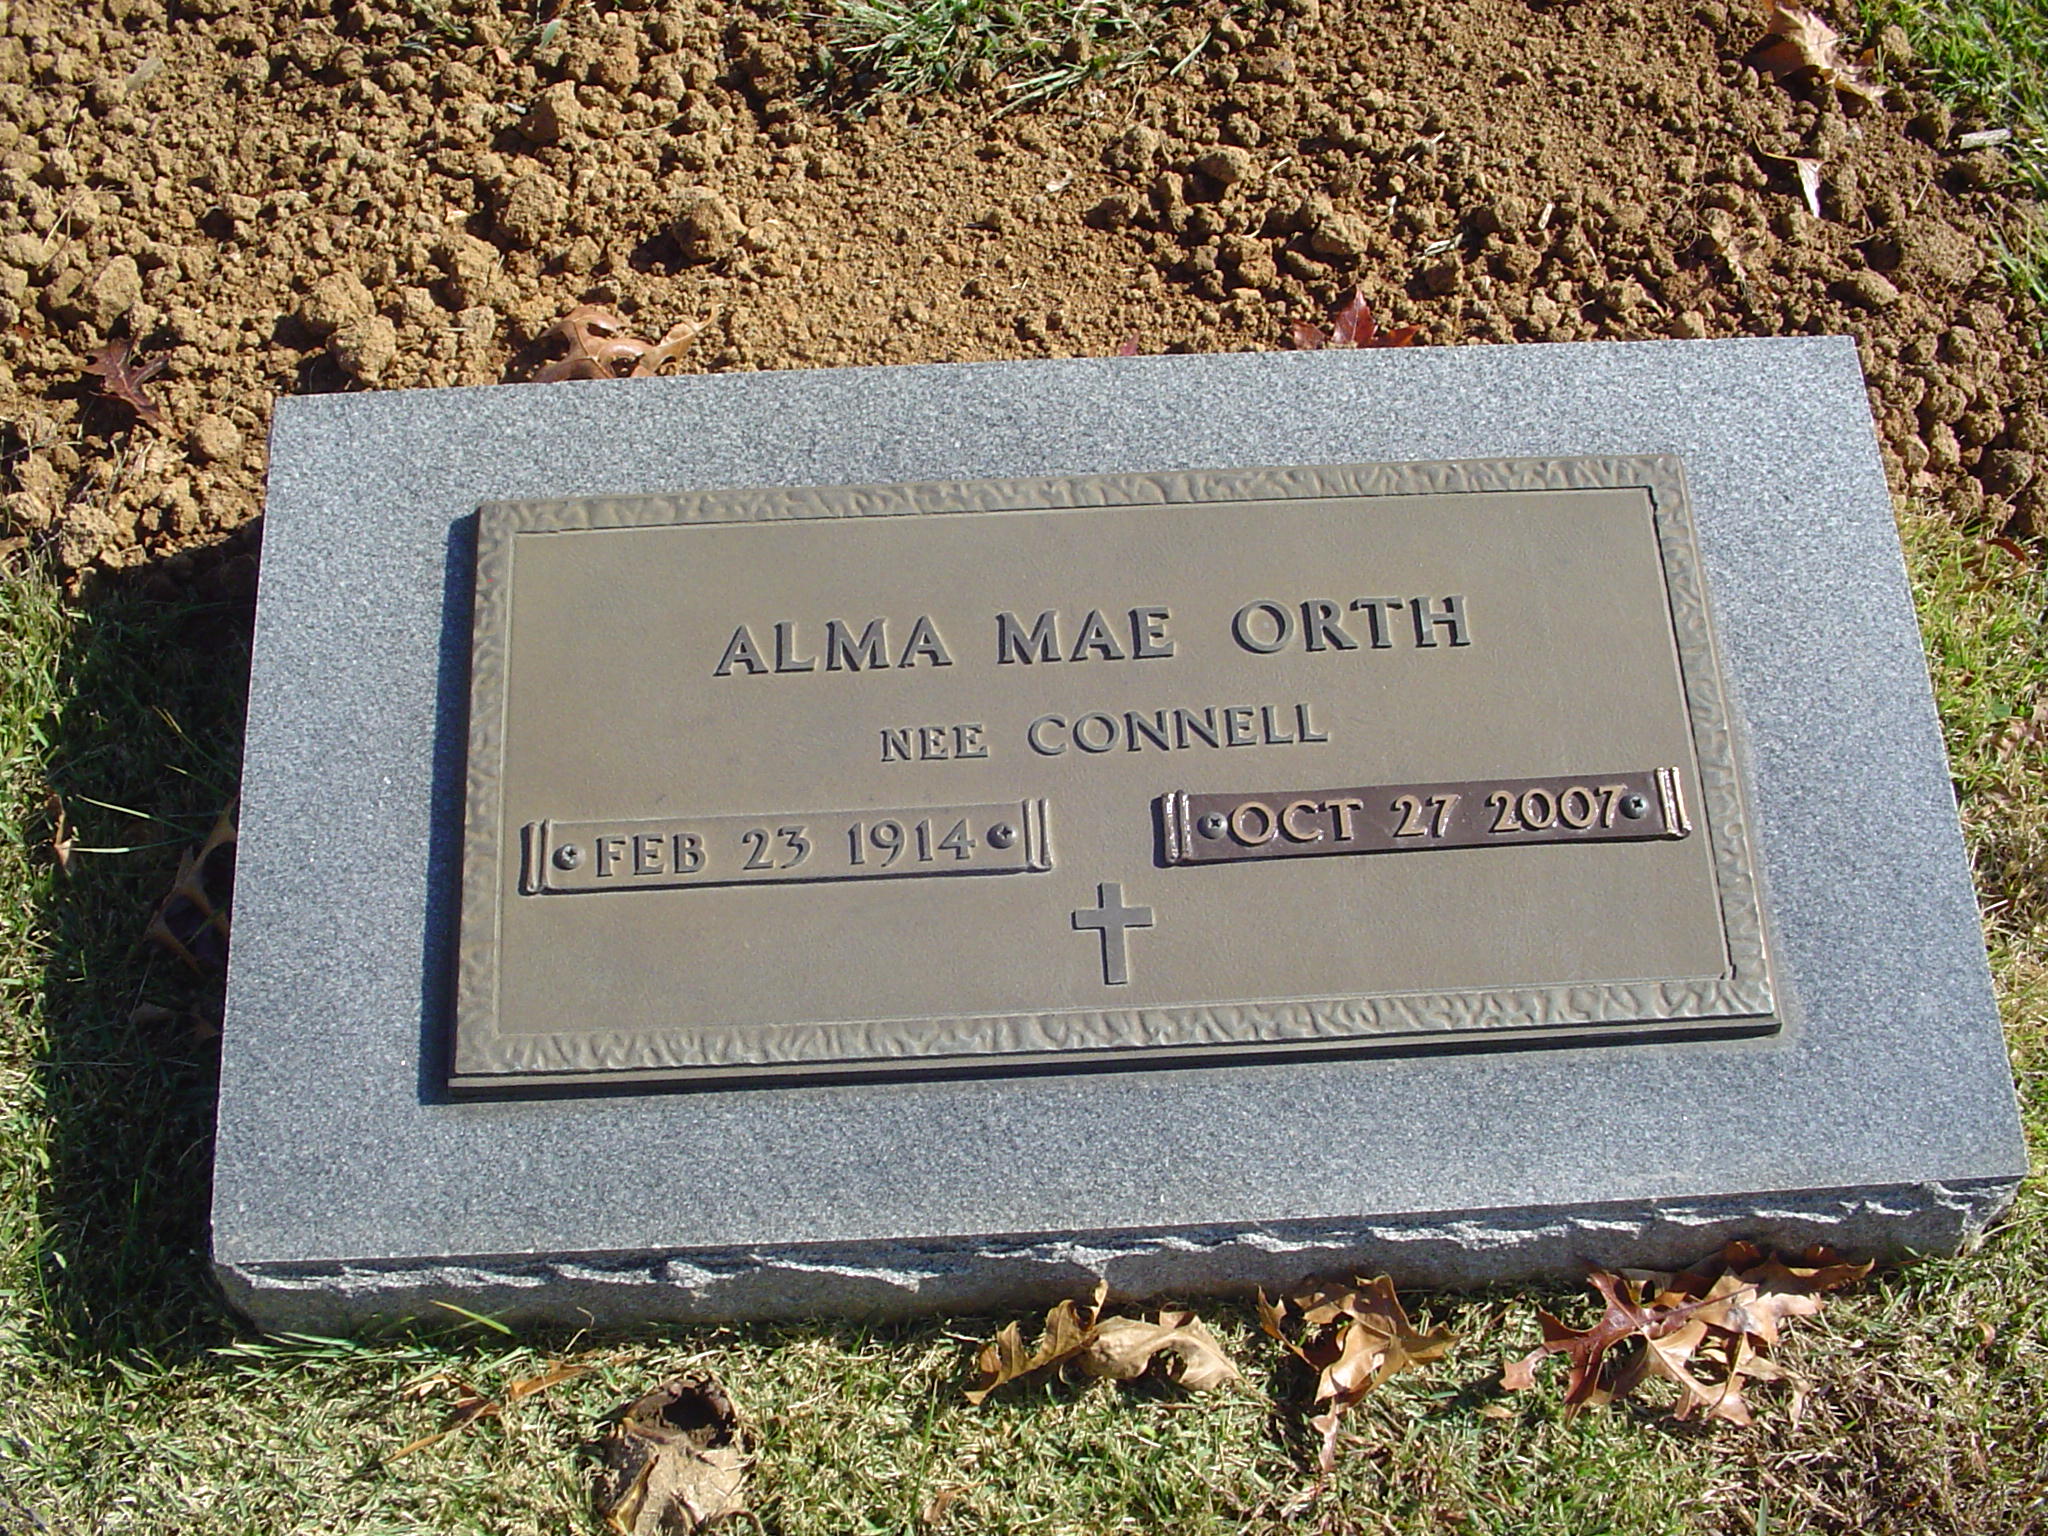 ALMA MAE ORTH
NEE CONNELL
FEB 23 1914 OCT 27 2007